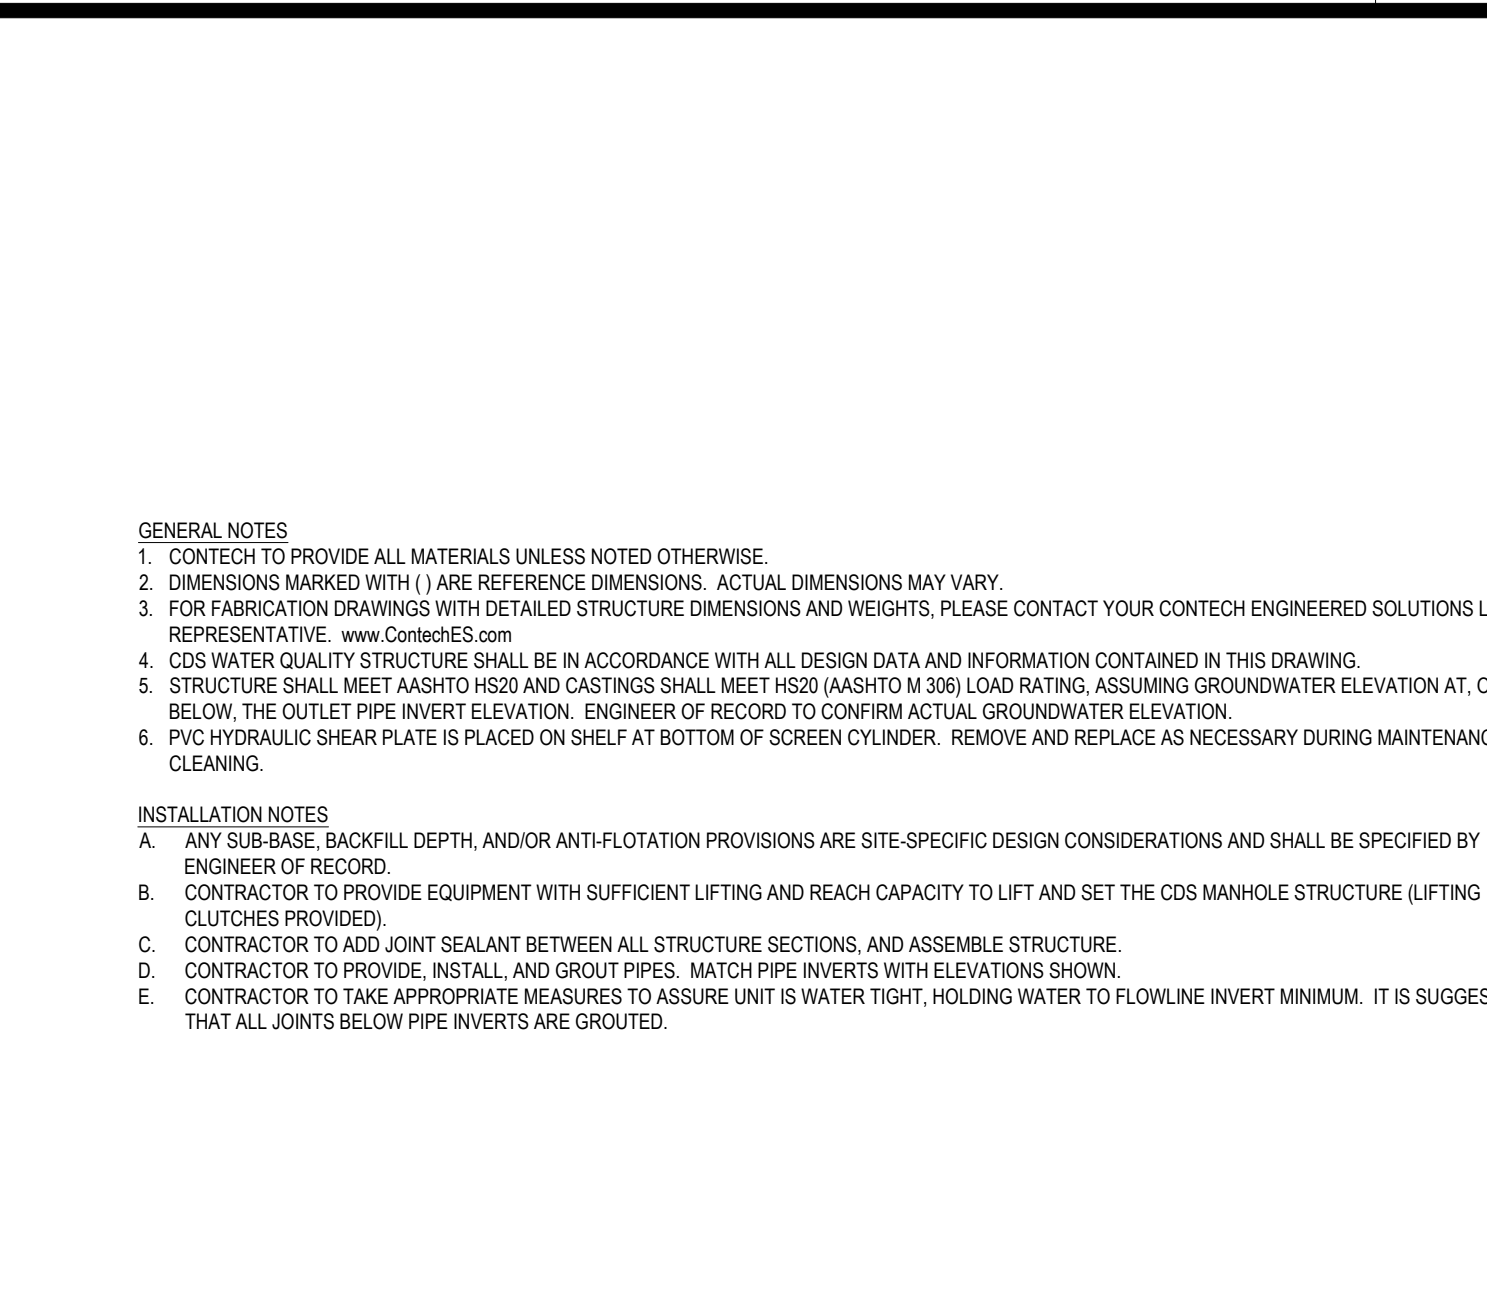 GENERAL NOTES
1. CONTECH TO PROVIDE ALL MATERIALS UNLESS NOTED OTHERWISE.
2. DIMENSIONS MARKED WITH ( ) ARE REFERENCE DIMENSIONS. ACTUAL DIMENSIONS MAY VARY.
3. FOR FABRICATION DRAWINGS WITH DETAILED STRUCTURE DIMENSIONS AND WEIGHTS, PLEASE CONTACT YOUR CONTECH ENGINEERED SOLUTIONS
REPRESENTATIVE. www.ContechES.com
4. CDS WATER QUALITY STRUCTURE SHALL BE IN ACCORDANCE WITH ALL DESIGN DATA AND INFORMATION CONTAINED IN THIS DRAWING.
5. STRUCTURE SHALL MEET AASHTO HS20 AND CASTINGS SHALL MEET HS20 (AASHTO M 306) LOAD RATING, ASSUMING GROUNDWATER ELEVATION AT,
BELOW, THE OUTLET PIPE INVERT ELEVATION. ENGINEER OF RECORD TO CONFIRM ACTUAL GROUNDWATER ELEVATION.
6. PVC HYDRAULIC SHEAR PLATE IS PLACED ON SHELF AT BOTTOM OF SCREEN CYLINDER. REMOVE AND REPLACE AS NECESSARY DURING
CLEANING.
INSTALLATION NOTES
A. ANY SUB-BASE, BACKFILL DEPTH, AND/OR ANTI-FLOTATION PROVISIONS ARE SITE-SPECIFIC DESIGN CONSIDERATIONS AND SHALL BE SPECIFIED BY
ENGINEER OF RECORD.
B. CONTRACTOR TO PROVIDE EQUIPMENT WITH SUFFICIENT LIFTING AND REACH CAPACITY TO LIFT AND SET THE CDS MANHOLE STRUCTURE (LIFTING
CLUTCHES PROVIDED).
C. CONTRACTOR TO ADD JOINT SEALANT BETWEEN ALL STRUCTURE SECTIONS, AND ASSEMBLE STRUCTURE.
D. CONTRACTOR TO PROVIDE, INSTALL, AND GROUT PIPES. MATCH PIPE INVERTS WITH ELEVATIONS SHOWN.
E. CONTRACTOR TO TAKE APPROPRIATE MEASURES TO ASSURE UNIT IS WATER TIGHT, HOLDING WATER TO FLOWLINE INVERT MINIMUM. IT IS
THAT ALL JOINTS BELOW PIPE INVERTS ARE GROUTED.